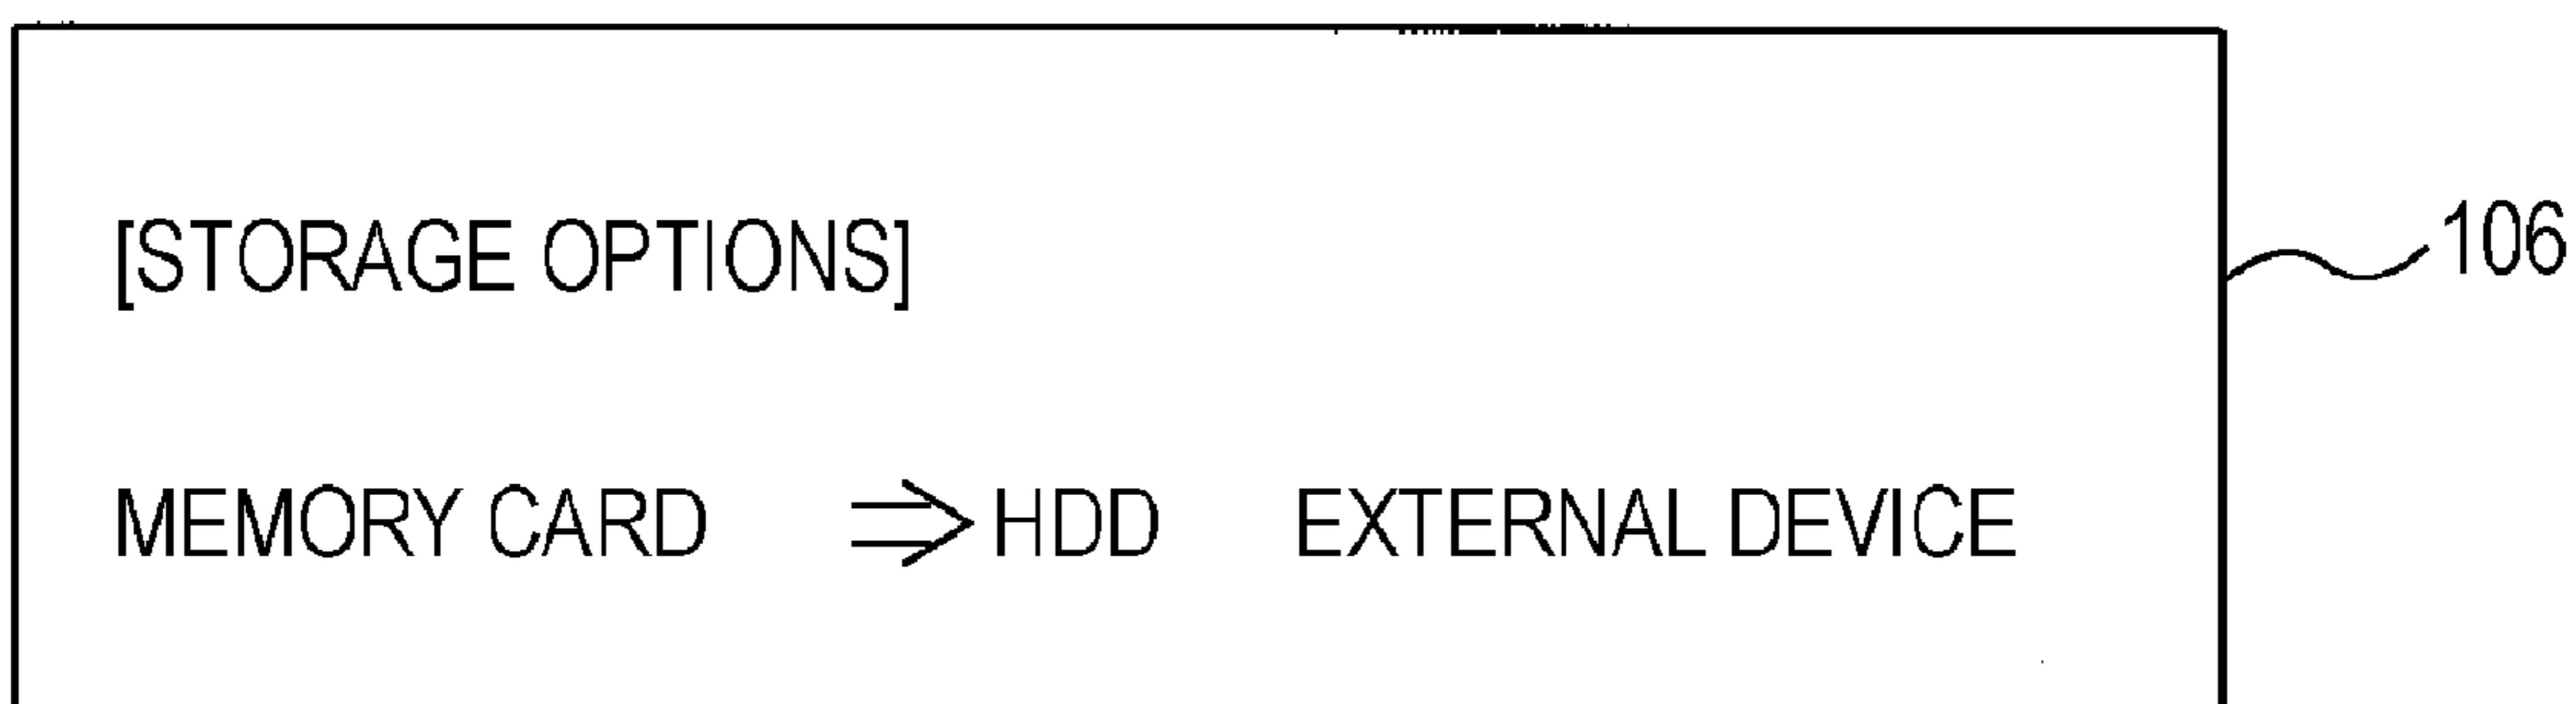 [STORAGE OPTIONS]
106
MEMORY CARD ⇒ HDD EXTERNAL DEVICE